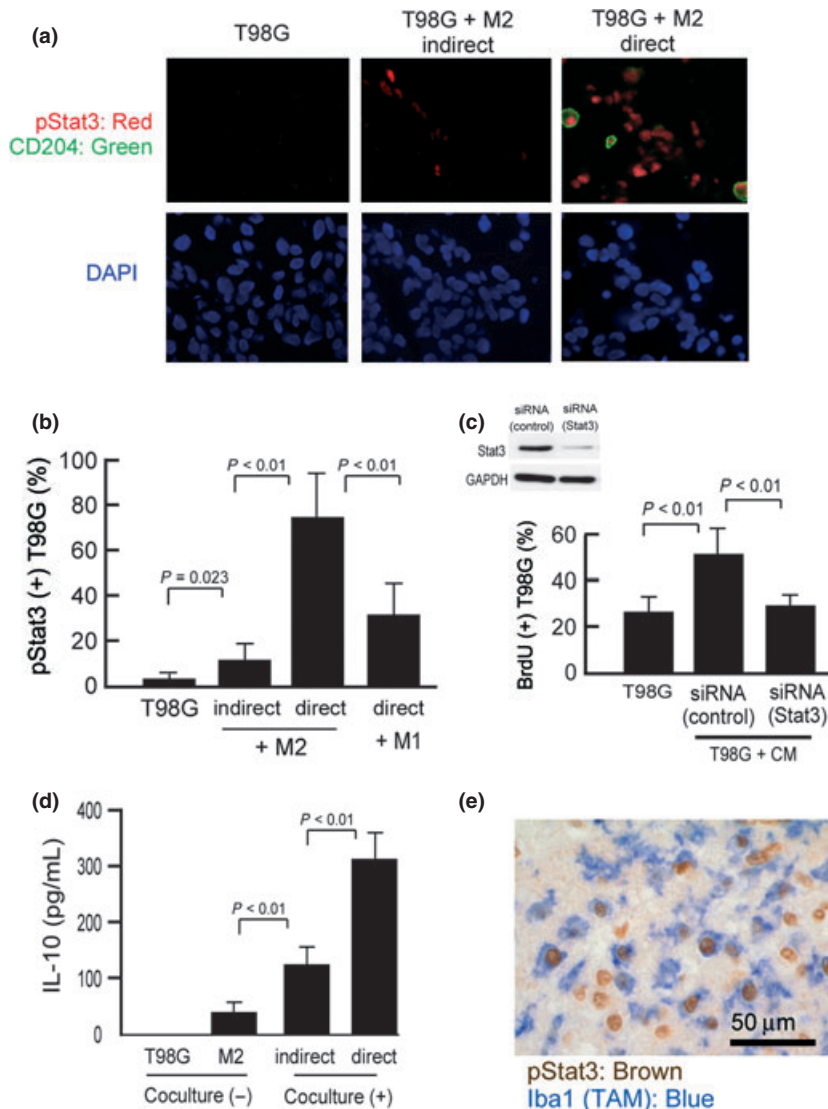 (a)
T98G
T98G + M2
indirect
T98G + M2
direct
pStat3: Red
CD204: Green
DAPI
(b)
pStat3 (+) T98G (%)
100
80
60
40
20
0
P = 0.023
P < 0.01
P < 0.01
T98G
indirect
direct
direct
+ M2
+ M1
(c)
siRNA
(control)
siRNA
(Stat3)
Stat3
GAPDH
BrdU (+) T98G (%)
60
40
20
0
P < 0.01
P < 0.01
T98G
siRNA
(control)
siRNA
(Stat3)
T98G + CM
(d)
IL-10 (pg/mL)
400
300
200
100
0
P < 0.01
P < 0.01
T98G
M2
indirect
direct
Coculture (–)
Coculture (+)
(e)
50 μm
pStat3: Brown
Iba1 (TAM): Blue